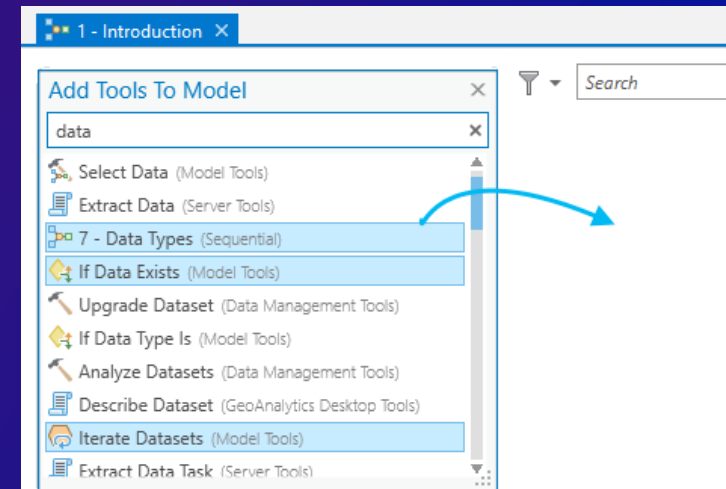 1 - Introduction
Add Tools To Model
Search
data
Select Data (Model Tools)
Extract Data (Server Tools)
7 - Data Types (Sequential)
If Data Exists (Model Tools)
Upgrade Dataset (Data Management Tools)
If Data Type Is (Model Tools)
Analyze Datasets (Data Management Tools)
Describe Dataset (GeoAnalytics Desktop Tools)
Iterate Datasets (Model Tools)
Extract Data Task (Server Tools)